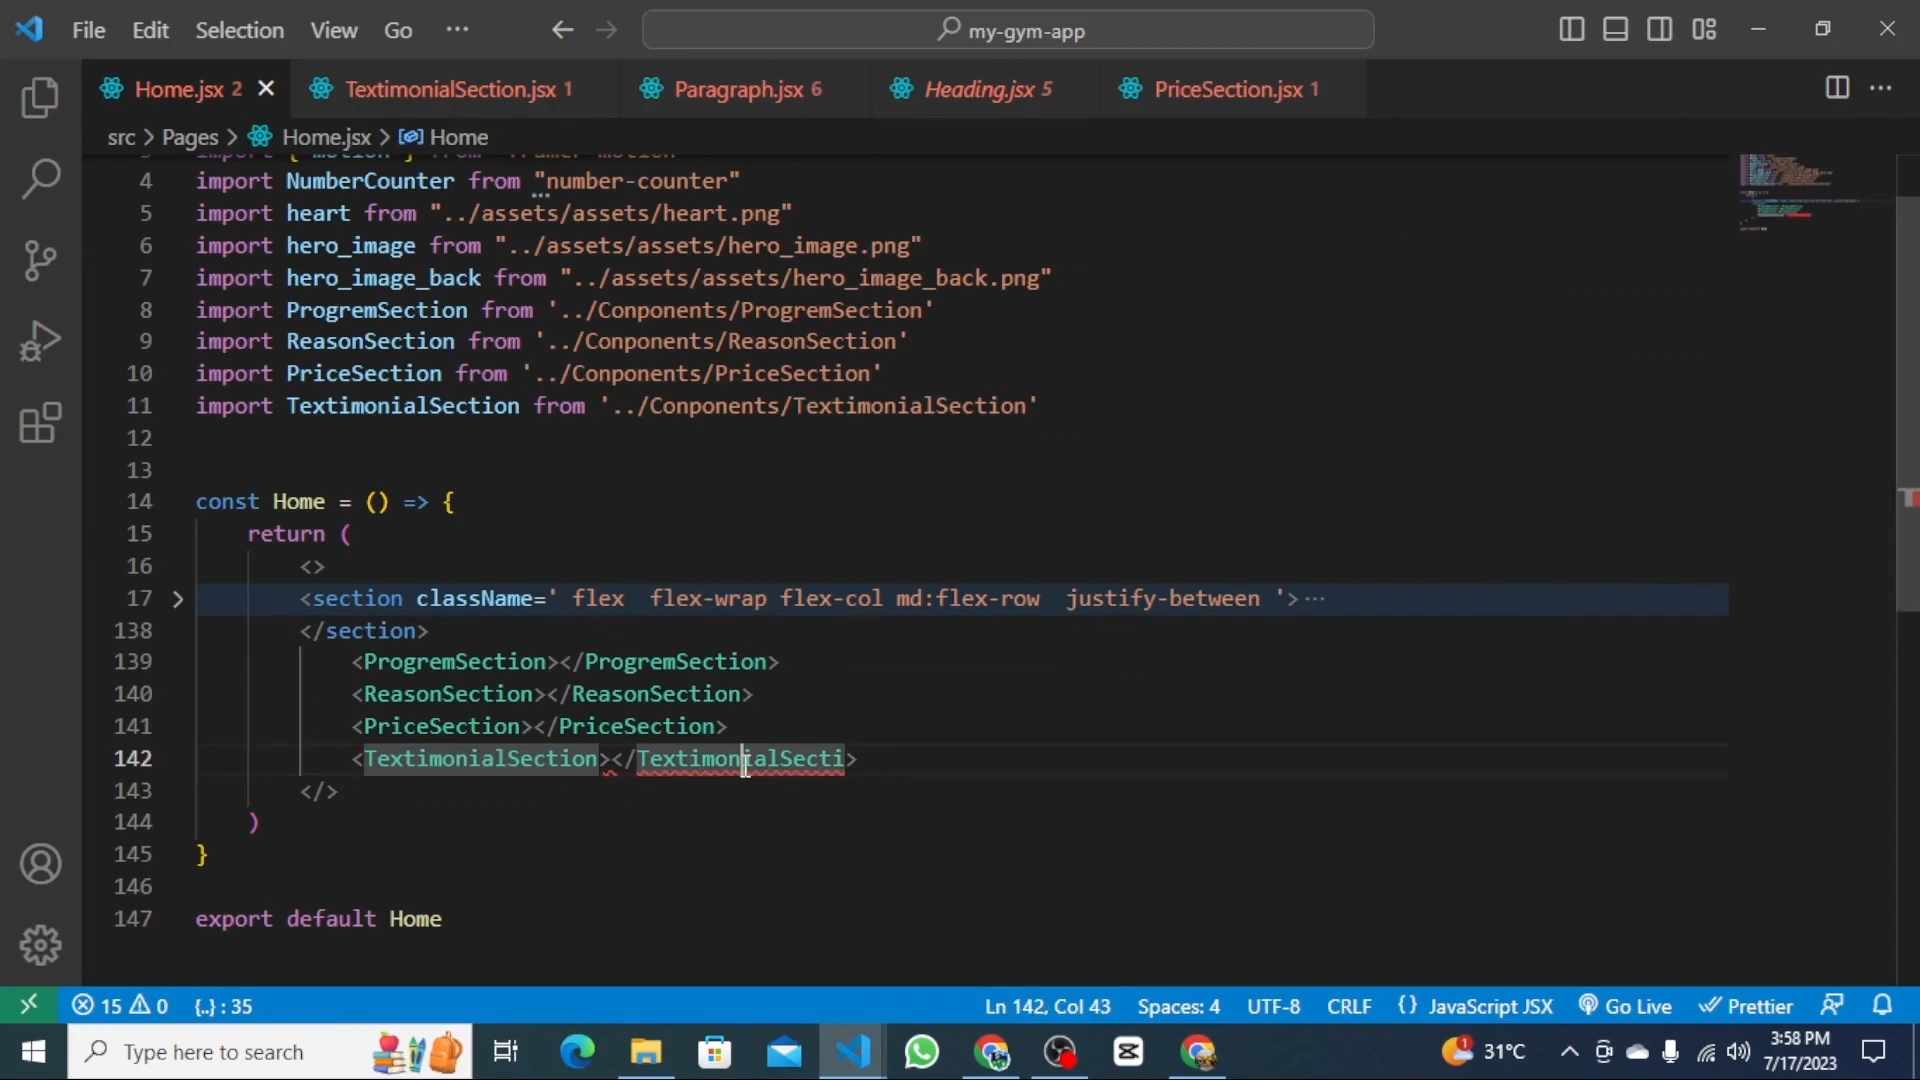 File Edit Selection View Go ··· my-gym-app
Home.jsx 2 TextimonialSection.jsx 1 Paragraph.jsx 6 Heading.jsx 5 PriceSection.jsx 1
src > Pages > Home.jsx > Home
4 import NumberCounter from "number-counter"
5 import heart from "../assets/assets/heart.png"
6 import hero_image from "../assets/assets/hero_image.png"
7 import hero_image_back from "../assets/assets/hero_image_back.png"
8 import ProgremSection from '../Conponents/ProgremSection'
9 import ReasonSection from '../Conponents/ReasonSection'
10 import PriceSection from '../Conponents/PriceSection'
11 import TextimonialSection from '../Conponents/TextimonialSection'
12
13
14 const Home = () => {
15 return (
16 <>
17 <section className=' flex  flex-wrap flex-col md:flex-row  justify-between '>···
138 </section>
139 <ProgremSection></ProgremSection>
140 <ReasonSection></ReasonSection>
141 <PriceSection></PriceSection>
142 <TextimonialSection></TextimonialSecti>
143 </>
144 )
145 }
146
147 export default Home
15 0 {..} : 35 Ln 142, Col 43 Spaces: 4 UTF-8 CRLF {} JavaScript JSX Go Live Prettier
Type here to search 1 31°C 3:58 PM
7/17/2023